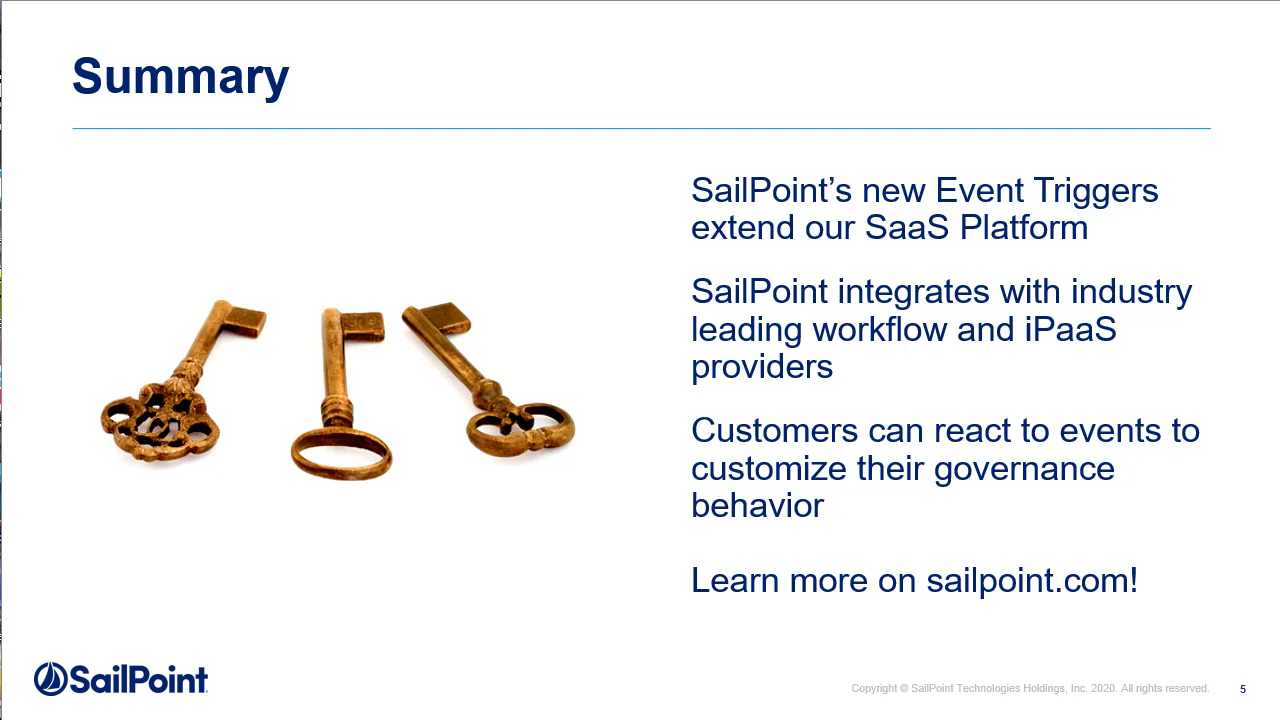 Summary
SailPoint’s new Event Triggers
extend our SaaS Platform
SailPoint integrates with industry
leading workflow and iPaaS
providers
Customers can react to events to
customize their governance
behavior
Learn more on sailpoint.com!
SailPoint
Copyright © SailPoint Technologies Holdings, Inc. 2020. All rights reserved.
5